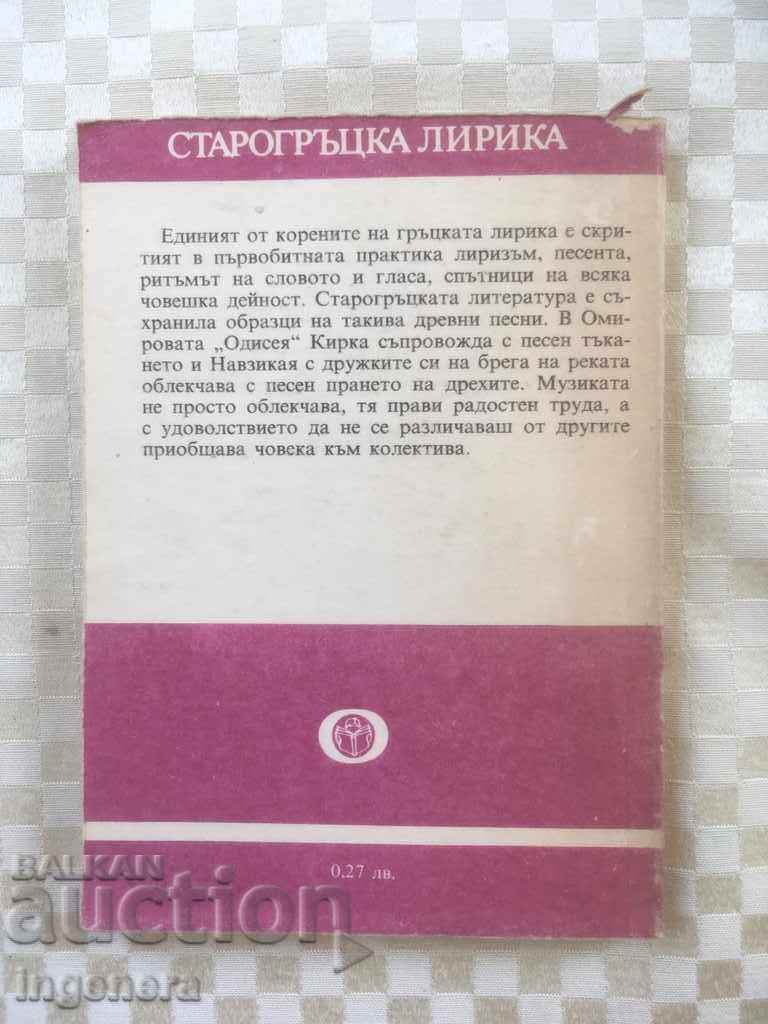 СТАРОГРЪЦКА ЛИРИКА
Единият от корените на гръцката лирика е скри-
тият в първобитната практика лиризъм, песента,
ритъмът на словото и гласа, спътници на всяка
човешка дейност. Старогръцката литература е съ-
хранила образци на такива древни песни. В Оми-
ровата „Одисея“ Кирка съпровожда с песен тъка-
нето и Навзикая с дружките си на брега на реката
облекчава с песен прането на дрехите. Музиката
не просто облекчава, тя прави радостен труда, а
с удоволствието да не се различаваш от другите
приобщава човека към колектива.
0.27 лв.
BALKAN
auction
ingonera